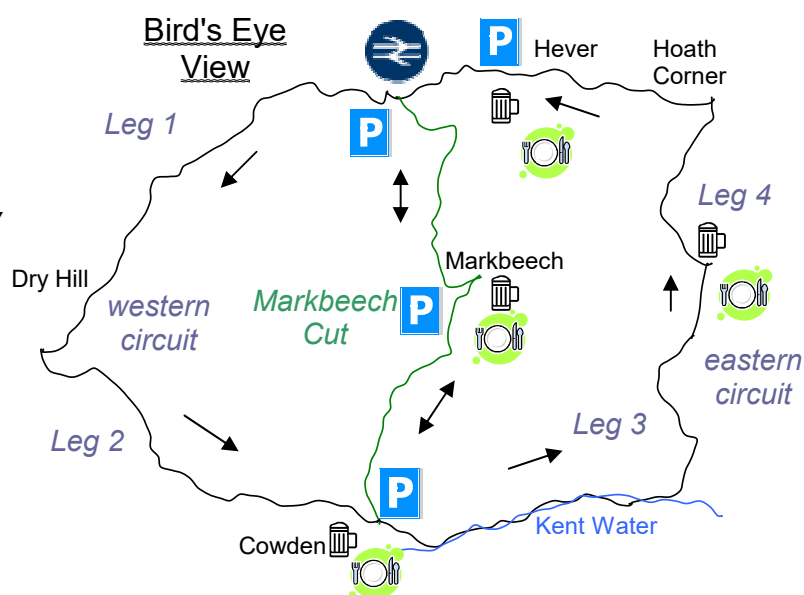 Bird's Eye
View
P
Hever
Hoath
Corner
Leg 1
P
Leg 4
Dry Hill
Markbeech
western
circuit
Markbeech
Cut
P
eastern
circuit
Leg 2
Leg 3
P
Kent Water
Cowden